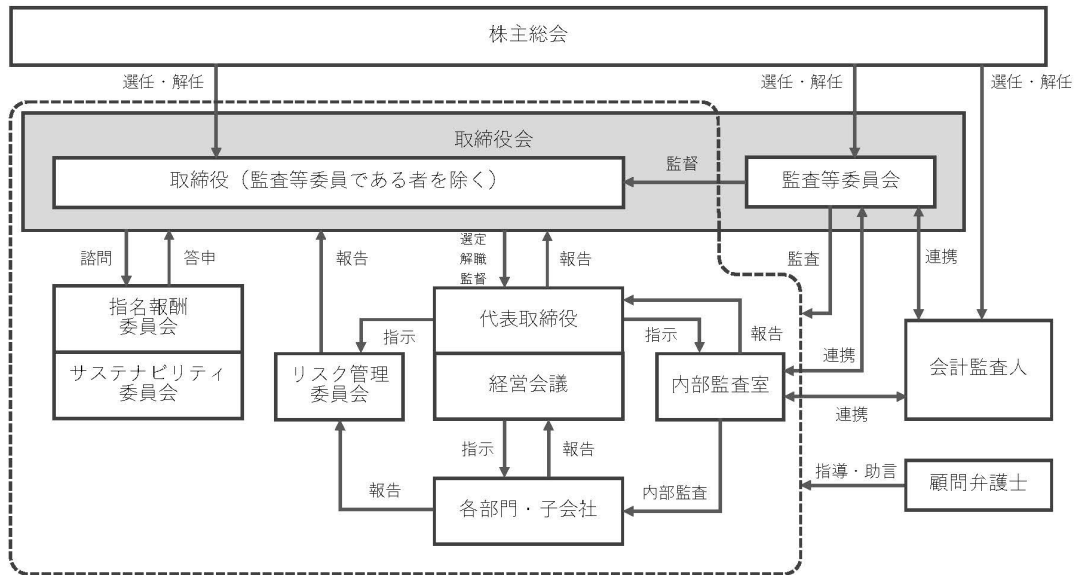 株主総会
選任・解任
選任・解任
選任・解任
取締役会
取締役（監査等委員である者を除く）
監督
監査等委員会
諮問
答申
報告
選定
解職
監督
報告
監査
連携
指名報酬
委員会
サステナビリティ
委員会
指示
リスク管理
委員会
代表取締役
経営会議
指示
報告
内部監査室
連携
連携
会計監査人
指示
報告
報告
各部門・子会社
内部監査
指導・助言
顧問弁護士